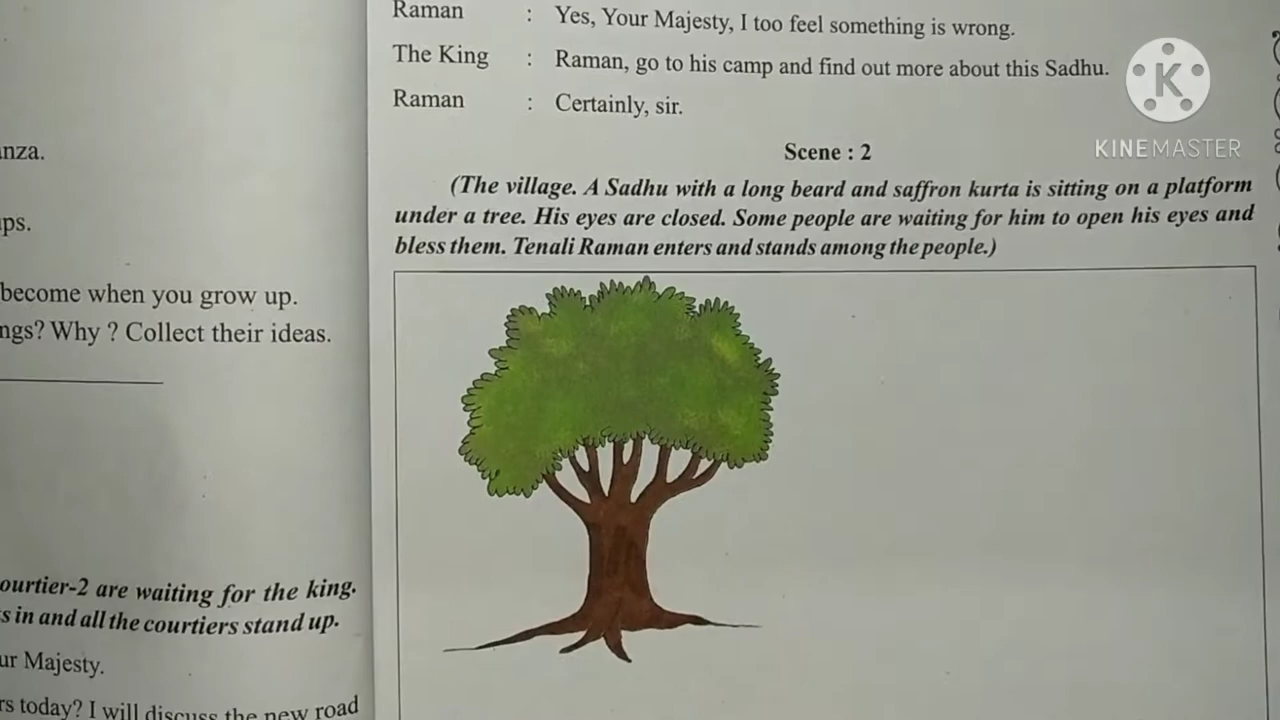 nza.
ps.
become when you grow up.
ngs? Why ? Collect their ideas.
ourtier-2 are waiting for the king.
s in and all the courtiers stand up.
ur Majesty.
rs today? I will discuss the new road
Raman : Yes, Your Majesty, I too feel something is wrong.
The King : Raman, go to his camp and find out more about this Sadhu.
Raman : Certainly, sir.
Scene : 2
(The village. A Sadhu with a long beard and saffron kurta is sitting on a platform
under a tree. His eyes are closed. Some people are waiting for him to open his eyes and
bless them. Tenali Raman enters and stands among the people.)
K
KINEMASTER